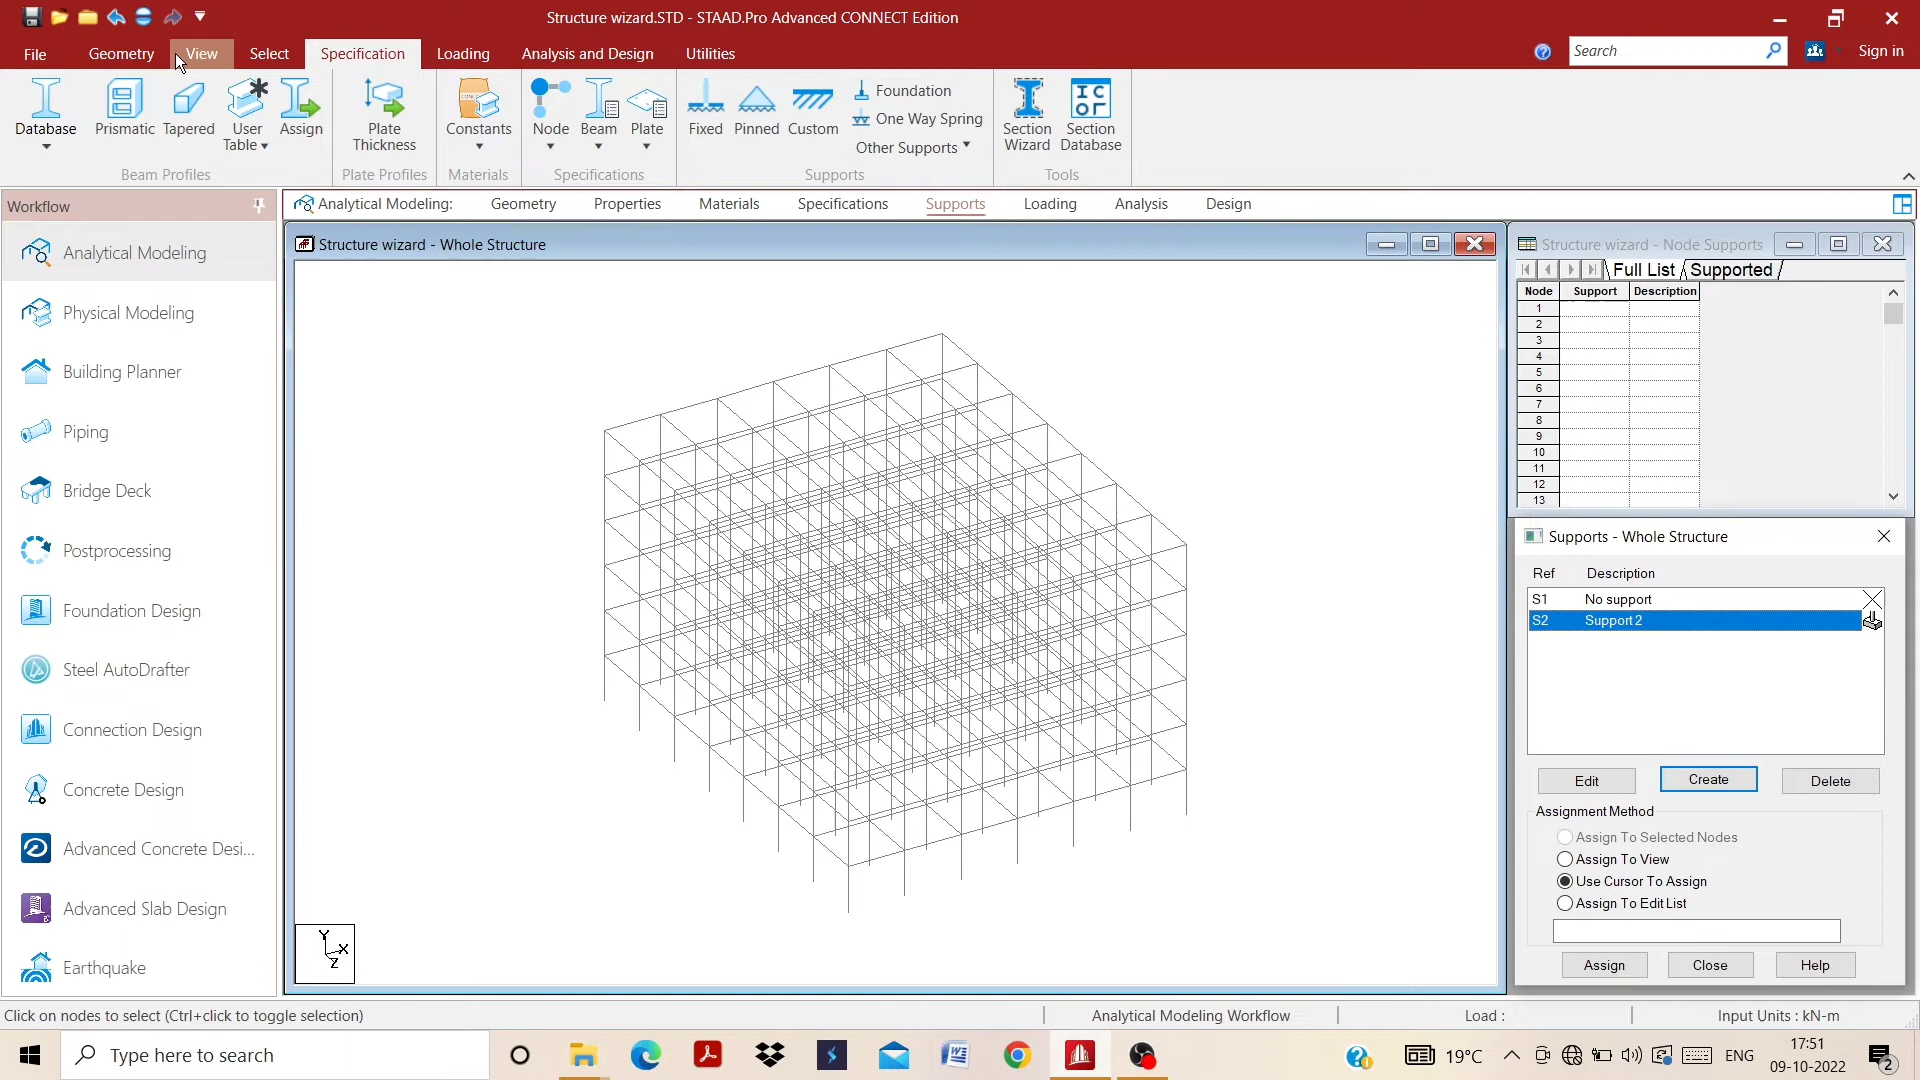 Structure wizard.STD - STAAD.Pro Advanced CONNECT Edition
File
Geometry
View
Select
Specification
Loading
Analysis and Design
Utilities
Search
Sign in
Database
Prismatic
Tapered
User
Table
Assign
Beam Profiles
Plate
Thickness
Plate Profiles
CONC
Constants
Materials
Node
Beam
Plate
Specifications
Fixed
Pinned
Custom
Foundation
One Way Spring
Other Supports
Supports
Section
Wizard
Section
Database
Tools
Workflow
Analytical Modeling:
Geometry
Properties
Materials
Specifications
Supports
Loading
Analysis
Design
Analytical Modeling
Physical Modeling
Building Planner
Piping
Bridge Deck
Postprocessing
Foundation Design
Steel AutoDrafter
Connection Design
Concrete Design
Advanced Concrete Desi...
Advanced Slab Design
Earthquake
Structure wizard - Whole Structure
Y
X
Z
Structure wizard - Node Supports
Full List
Supported
Node Support Description
1
2
3
4
5
6
7
8
9
10
11
12
13
Supports - Whole Structure
Ref Description
S1 No support
S2 Support 2
Edit
Create
Delete
Assignment Method
Assign To Selected Nodes
Assign To View
Use Cursor To Assign
Assign To Edit List
Assign
Close
Help
Click on nodes to select (Ctrl+click to toggle selection)
Analytical Modeling Workflow
Load :
Input Units : kN-m
Type here to search
19°C
ENG
17:51
09-10-2022
2